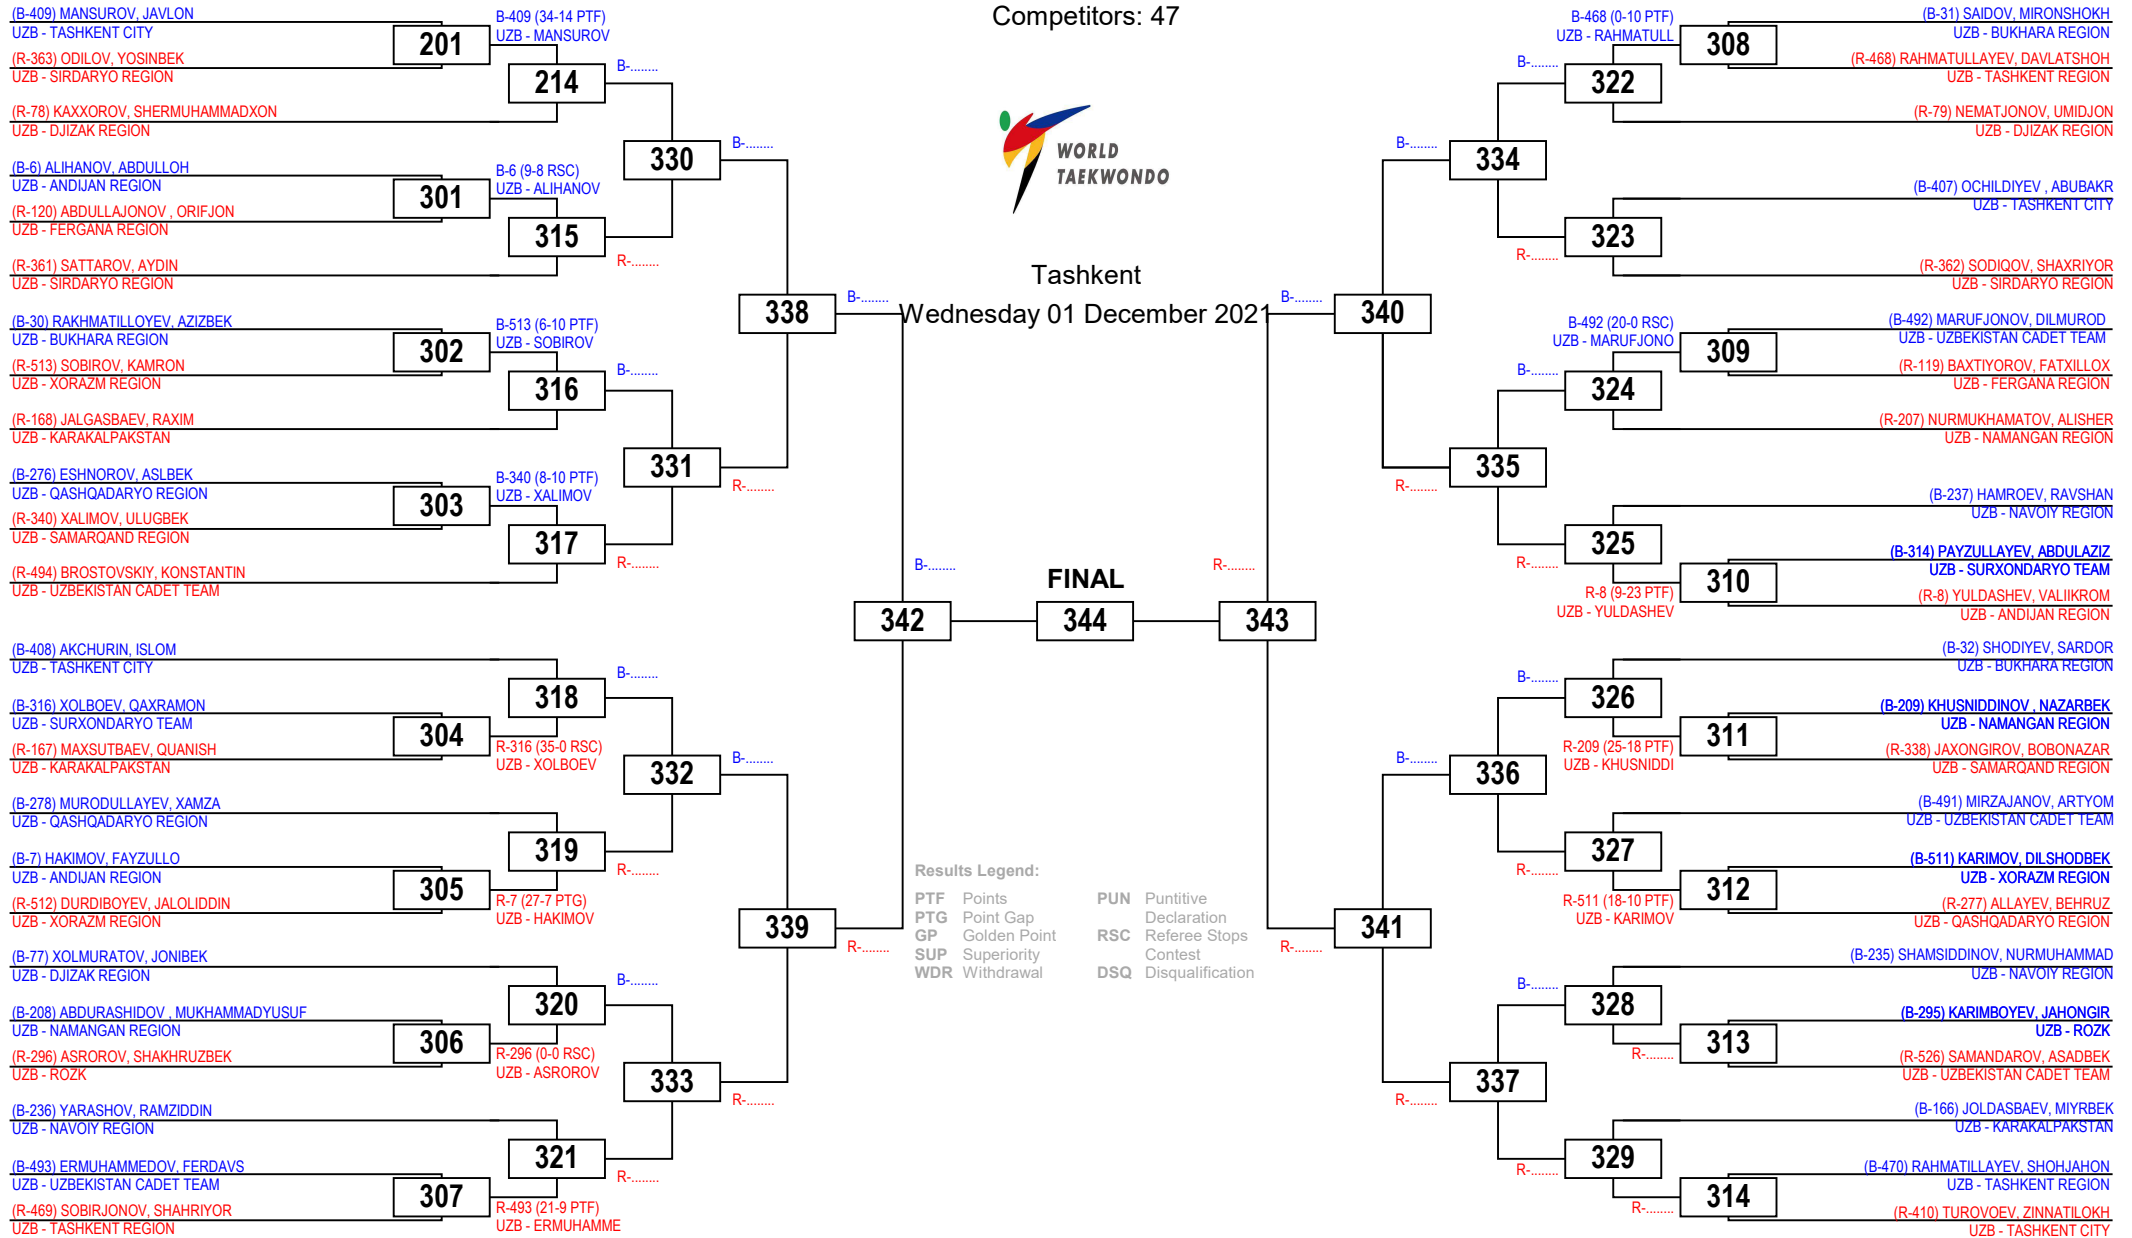 Competitors: 47
WORLD
TAEKWONDO
Tashkent
Wednesday 01 December 2021
(B-409) MANSUROV, JAVLON
UZB - TASHKENT CITY
201
B-409 (34-14 PTF)
UZB - MANSUROV
(R-363) ODILOV, YOSINBEK
UZB - SIRDARYO REGION
214
B-........
(R-78) KAXXOROV, SHERMUHAMMADXON
UZB - DJIZAK REGION
330
B-........
(B-6) ALIHANOV, ABDULLOH
UZB - ANDIJAN REGION
301
B-6 (9-8 RSC)
UZB - ALIHANOV
(R-120) ABDULLAJONOV , ORIFJON
UZB - FERGANA REGION
315
R-........
(R-361) SATTAROV, AYDIN
UZB - SIRDARYO REGION
338
B-........
(B-30) RAKHMATILLOYEV, AZIZBEK
UZB - BUKHARA REGION
302
B-513 (6-10 PTF)
UZB - SOBIROV
(R-513) SOBIROV, KAMRON
UZB - XORAZM REGION
316
B-........
(R-168) JALGASBAEV, RAXIM
UZB - KARAKALPAKSTAN
331
R-........
(B-276) ESHNOROV, ASLBEK
UZB - QASHQADARYO REGION
303
B-340 (8-10 PTF)
UZB - XALIMOV
(R-340) XALIMOV, ULUGBEK
UZB - SAMARQAND REGION
317
R-........
(R-494) BROSTOVSKIY, KONSTANTIN
UZB - UZBEKISTAN CADET TEAM
B-........
342
FINAL
344
R-........
343
(B-408) AKCHURIN, ISLOM
UZB - TASHKENT CITY
318
B-........
(B-316) XOLBOEV, QAXRAMON
UZB - SURXONDARYO TEAM
304
(R-167) MAXSUTBAEV, QUANISH
UZB - KARAKALPAKSTAN
R-316 (35-0 RSC)
UZB - XOLBOEV
332
B-........
(B-278) MURODULLAYEV, XAMZA
UZB - QASHQADARYO REGION
319
R-........
(B-7) HAKIMOV, FAYZULLO
UZB - ANDIJAN REGION
305
(R-512) DURDIBOYEV, JALOLIDDIN
UZB - XORAZM REGION
R-7 (27-7 PTG)
UZB - HAKIMOV
339
R-........
(B-77) XOLMURATOV, JONIBEK
UZB - DJIZAK REGION
320
B-........
(B-208) ABDURASHIDOV , MUKHAMMADYUSUF
UZB - NAMANGAN REGION
306
(R-296) ASROROV, SHAKHRUZBEK
UZB - ROZK
R-296 (0-0 RSC)
UZB - ASROROV
333
R-........
(B-236) YARASHOV, RAMZIDDIN
UZB - NAVOIY REGION
321
R-........
(B-493) ERMUHAMMEDOV, FERDAVS
UZB - UZBEKISTAN CADET TEAM
307
(R-469) SOBIRJONOV, SHAHRIYOR
UZB - TASHKENT REGION
R-493 (21-9 PTF)
UZB - ERMUHAMME
Results Legend:
PTF Points
PTG Point Gap
GP Golden Point
SUP Superiority
WDR Withdrawal
PUN Puntitive
Declaration
RSC Referee Stops
Contest
DSQ Disqualification
B-468 (0-10 PTF)
UZB - RAHMATULL
308
(B-31) SAIDOV, MIRONSHOKH
UZB - BUKHARA REGION
(R-468) RAHMATULLAYEV, DAVLATSHOH
UZB - TASHKENT REGION
B-........
322
(R-79) NEMATJONOV, UMIDJON
UZB - DJIZAK REGION
B-........
334
(B-407) OCHILDIYEV , ABUBAKR
UZB - TASHKENT CITY
R-........
323
(R-362) SODIQOV, SHAXRIYOR
UZB - SIRDARYO REGION
B-........
340
B-492 (20-0 RSC)
UZB - MARUFJONO
309
(B-492) MARUFJONOV, DILMUROD
UZB - UZBEKISTAN CADET TEAM
(R-119) BAXTIYOROV, FATXILLOX
UZB - FERGANA REGION
B-........
324
(R-207) NURMUKHAMATOV, ALISHER
UZB - NAMANGAN REGION
R-........
335
(B-237) HAMROEV, RAVSHAN
UZB - NAVOIY REGION
R-........
325
(B-314) PAYZULLAYEV, ABDULAZIZ
UZB - SURXONDARYO TEAM
310
R-8 (9-23 PTF)
UZB - YULDASHEV
(R-8) YULDASHEV, VALIIKROM
UZB - ANDIJAN REGION
(B-32) SHODIYEV, SARDOR
UZB - BUKHARA REGION
B-........
326
(B-209) KHUSNIDDINOV , NAZARBEK
UZB - NAMANGAN REGION
311
R-209 (25-18 PTF)
UZB - KHUSNIDDI
(R-338) JAXONGIROV, BOBONAZAR
UZB - SAMARQAND REGION
B-........
336
(B-491) MIRZAJANOV, ARTYOM
UZB - UZBEKISTAN CADET TEAM
R-........
327
(B-511) KARIMOV, DILSHODBEK
UZB - XORAZM REGION
312
R-511 (18-10 PTF)
UZB - KARIMOV
(R-277) ALLAYEV, BEHRUZ
UZB - QASHQADARYO REGION
R-........
341
(B-235) SHAMSIDDINOV, NURMUHAMMAD
UZB - NAVOIY REGION
B-........
328
(B-295) KARIMBOYEV, JAHONGIR
UZB - ROZK
R-........
313
(R-526) SAMANDAROV, ASADBEK
UZB - UZBEKISTAN CADET TEAM
R-........
337
(B-166) JOLDASBAEV, MIYRBEK
UZB - KARAKALPAKSTAN
R-........
329
(B-470) RAHMATILLAYEV, SHOHJAHON
UZB - TASHKENT REGION
R-........
314
(R-410) TUROVOEV, ZINNATILOKH
UZB - TASHKENT CITY